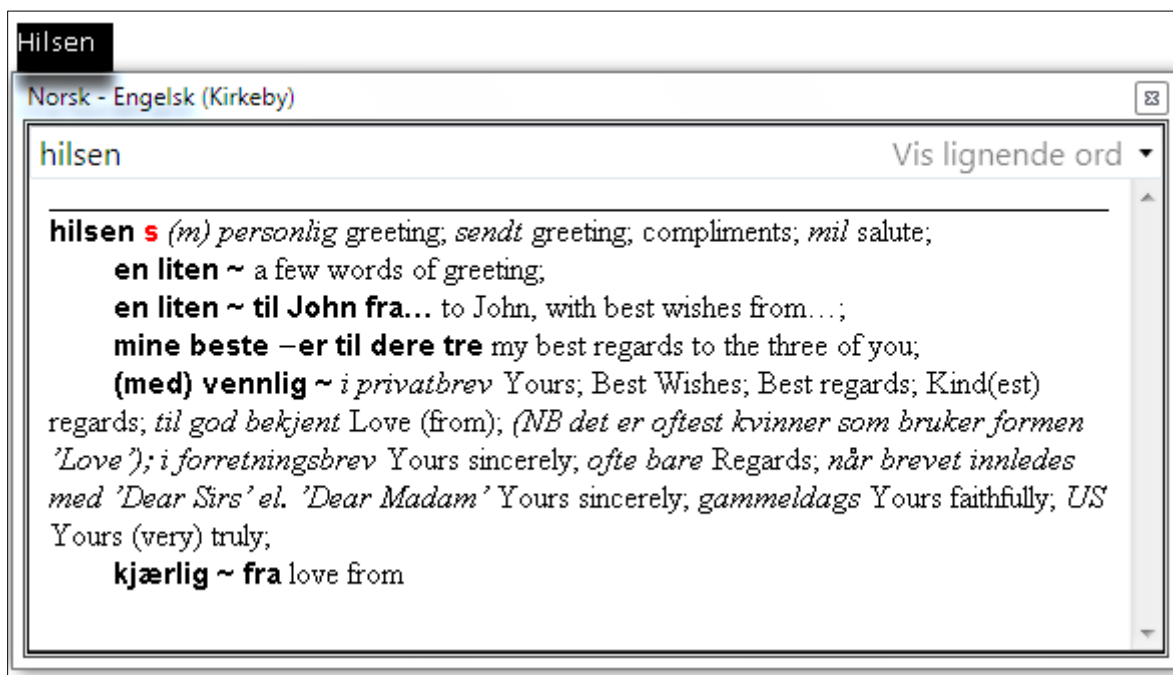 Hilsen
Norsk - Engelsk (Kirkeby)
hilsen Vis lignende ord
hilsen s (m) personlig greeting; sendt greeting; compliments; mil salute;
en liten ~ a few words of greeting;
en liten ~ til John fra... to John, with best wishes from...;
mine beste –er til dere tre my best regards to the three of you;
(med) vennlig ~ i privatbrev Yours; Best Wishes; Best regards; Kind(est)
regards; til god bekjent Love (from); (NB det er oftest kvinner som bruker formen
’Love’); i forretningsbrev Yours sincerely; ofte bare Regards; når brevet innledes
med ’Dear Sirs’ el. ’Dear Madam’ Yours sincerely; gammeldags Yours faithfully; US
Yours (very) truly;
kjærlig ~ fra love from